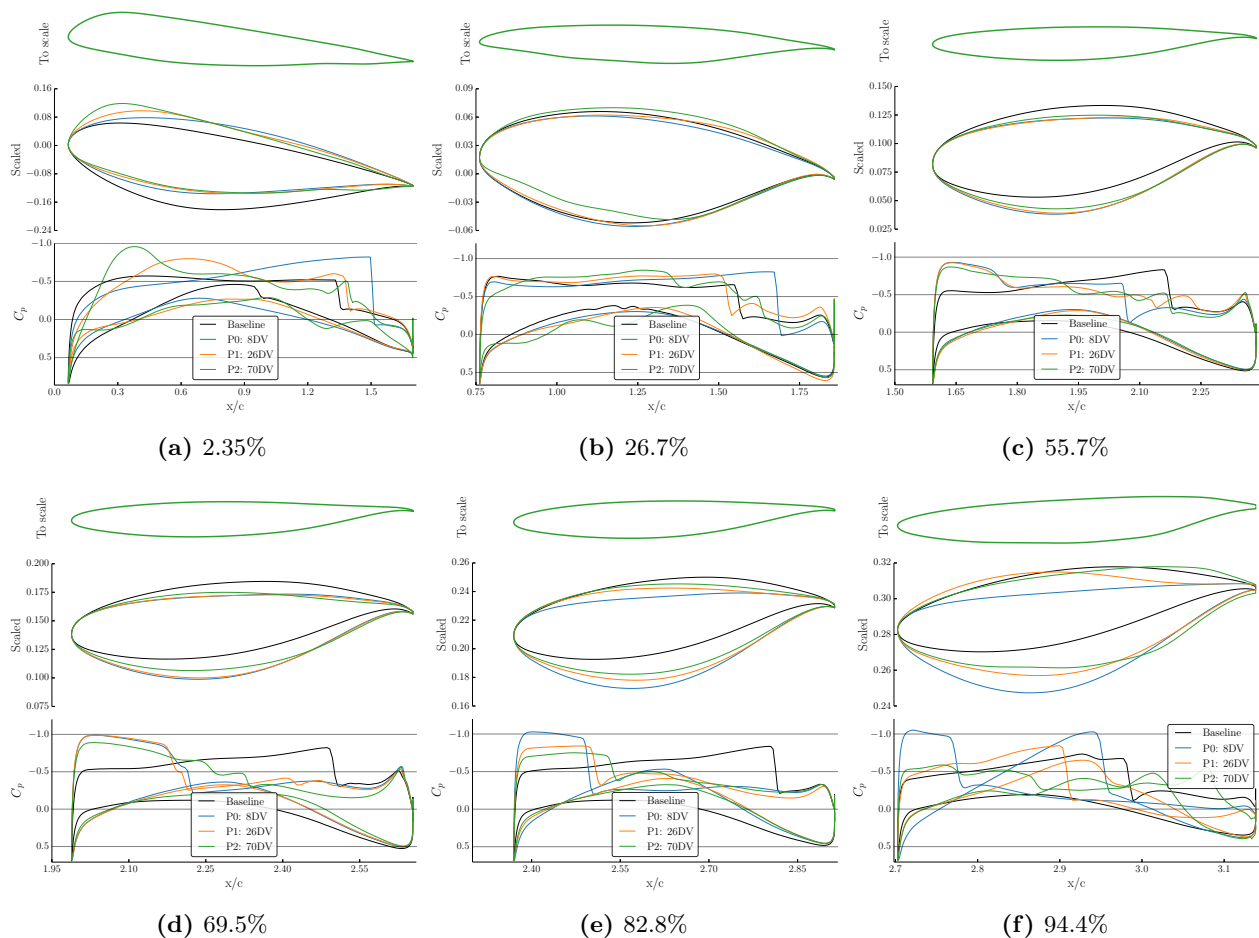 To scale
Scaled
0.16
0.08
0.00
−0.08
−0.16
−0.24
C_p
−1.0
−0.5
0.0
0.5
0.0
0.3
0.6
0.9
1.2
1.5
x/c
Baseline
P0: 8DV
P1: 26DV
P2: 70DV
(a) 2.35%
To scale
Scaled
0.09
0.06
0.03
0.00
−0.03
−0.06
C_p
−1.0
−0.5
0.0
0.5
0.75
1.00
1.25
1.50
1.75
x/c
Baseline
P0: 8DV
P1: 26DV
P2: 70DV
(b) 26.7%
To scale
Scaled
0.150
0.125
0.100
0.075
0.050
0.025
C_p
−1.0
−0.5
0.0
0.5
1.50
1.65
1.80
1.95
2.10
2.25
x/c
Baseline
P0: 8DV
P1: 26DV
P2: 70DV
(c) 55.7%
To scale
Scaled
0.200
0.175
0.150
0.125
0.100
0.075
C_p
−1.0
−0.5
0.0
0.5
1.95
2.10
2.25
2.40
2.55
x/c
Baseline
P0: 8DV
P1: 26DV
P2: 70DV
(d) 69.5%
To scale
Scaled
0.26
0.24
0.22
0.20
0.18
0.16
C_p
−1.0
−0.5
0.0
0.5
2.40
2.55
2.70
2.85
x/c
Baseline
P0: 8DV
P1: 26DV
P2: 70DV
(e) 82.8%
To scale
Scaled
0.32
0.30
0.28
0.26
0.24
C_p
−1.0
−0.5
0.0
0.5
2.7
2.8
2.9
3.0
3.1
x/c
Baseline
P0: 8DV
P1: 26DV
P2: 70DV
(f) 94.4%